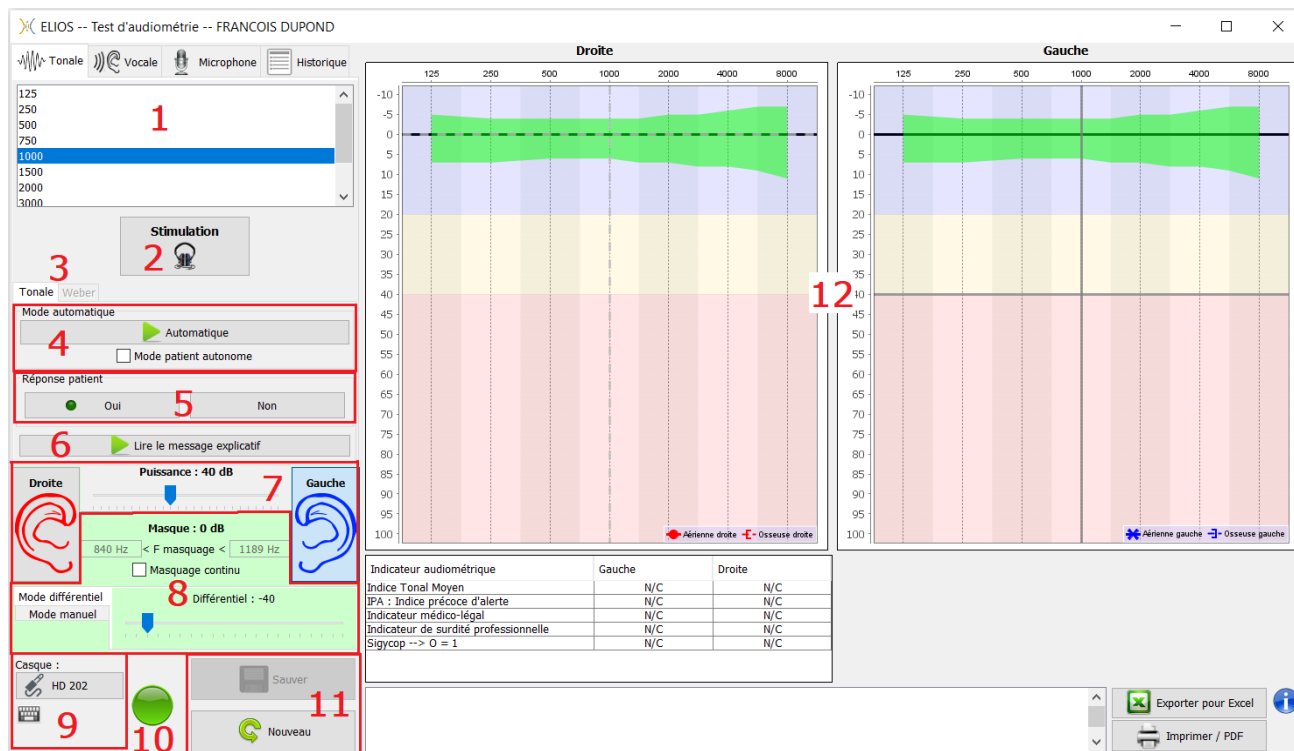 ELIOS -- Test d'audiométrie -- FRANCOIS DUPOND
Tonale Vocale Microphone Historique
125
250
500
750
1000
1500
2000
3000
1
Stimulation
2
3
Tonale Weber
Mode automatique
Automatique
4
Mode patient autonome
Réponse patient
Oui 5 Non
6 Lire le message explicatif
Puissance : 40 dB
Droite 7 Gauche
Masque : 0 dB
840 Hz < F masquage < 1189 Hz
Masquage continu
8
Mode différentiel Différentiel : -40
Mode manuel
Casque :
HD 202
9
10
Sauver
11
Nouveau
Droite
125 250 500 1000 2000 4000 8000
-10
-5
0
5
10
15
20
25
30
35
40
45
50
55
60
65
70
75
80
85
90
95
100
Aérienne droite Osseuse droite
12
Gauche
125 250 500 1000 2000 4000 8000
-10
-5
0
5
10
15
20
25
30
35
40
45
50
55
60
65
70
75
80
85
90
95
100
Aérienne gauche Osseuse gauche
Indicateur audiométrique Gauche Droite
Indice Tonal Moyen N/C N/C
IPA : Indice précoce d'alerte N/C N/C
Indicateur médico-légal N/C N/C
Indicateur de surdité professionnelle N/C N/C
Sigycop --> O = 1 N/C N/C
Exporter pour Excel
Imprimer / PDF